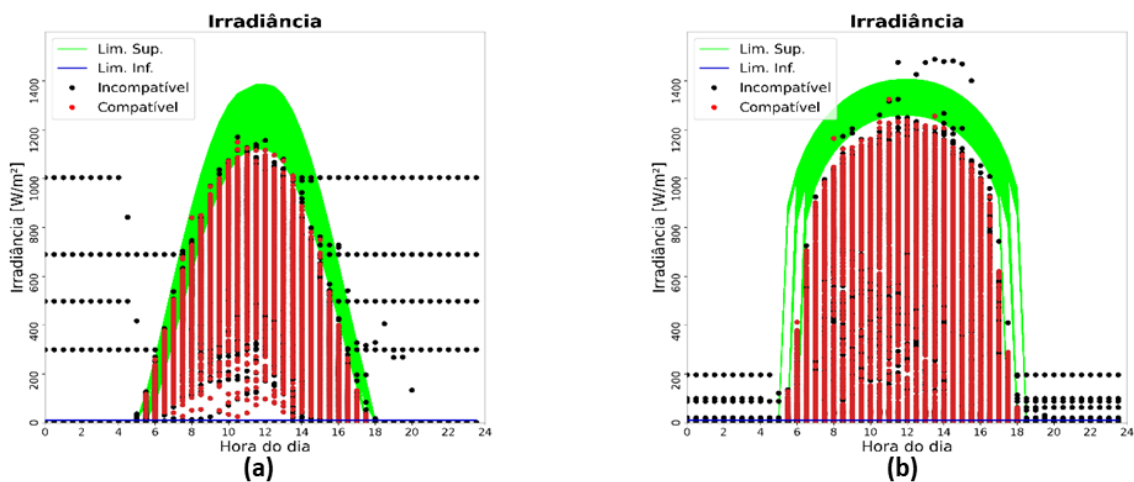 Irradiância
Lim. Sup.
Lim. Inf.
Incompatível
Compatível
Irradiância [W/m²]
0 200 400 600 800 1000 1200 1400
0 2 4 6 8 10 12 14 16 18 20 22 24
Hora do dia
(a)
Irradiância
Lim. Sup.
Lim. Inf.
Incompatível
Compatível
Irradiância [W/m²]
0 200 400 600 800 1000 1200 1400
0 2 4 6 8 10 12 14 16 18 20 22 24
Hora do dia
(b)